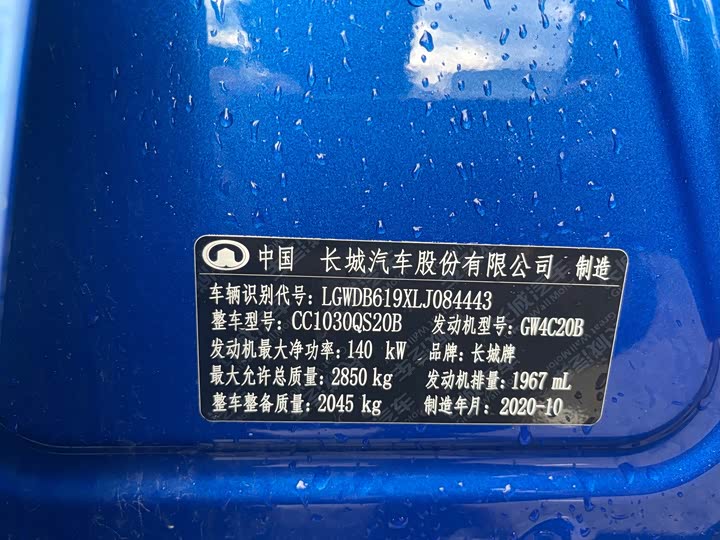 中国 长城汽车股份有限公司 制造
车辆识别代号：LGWDB619XLJ084443
整车型号：CC1030QS20B 发动机型号：GW4C20B
发动机最大净功率：140 kW 品牌：长城牌
最大允许总质量：2850 kg 发动机排量：1967 mL
整车整备质量：2045 kg 制造年月：2020-10